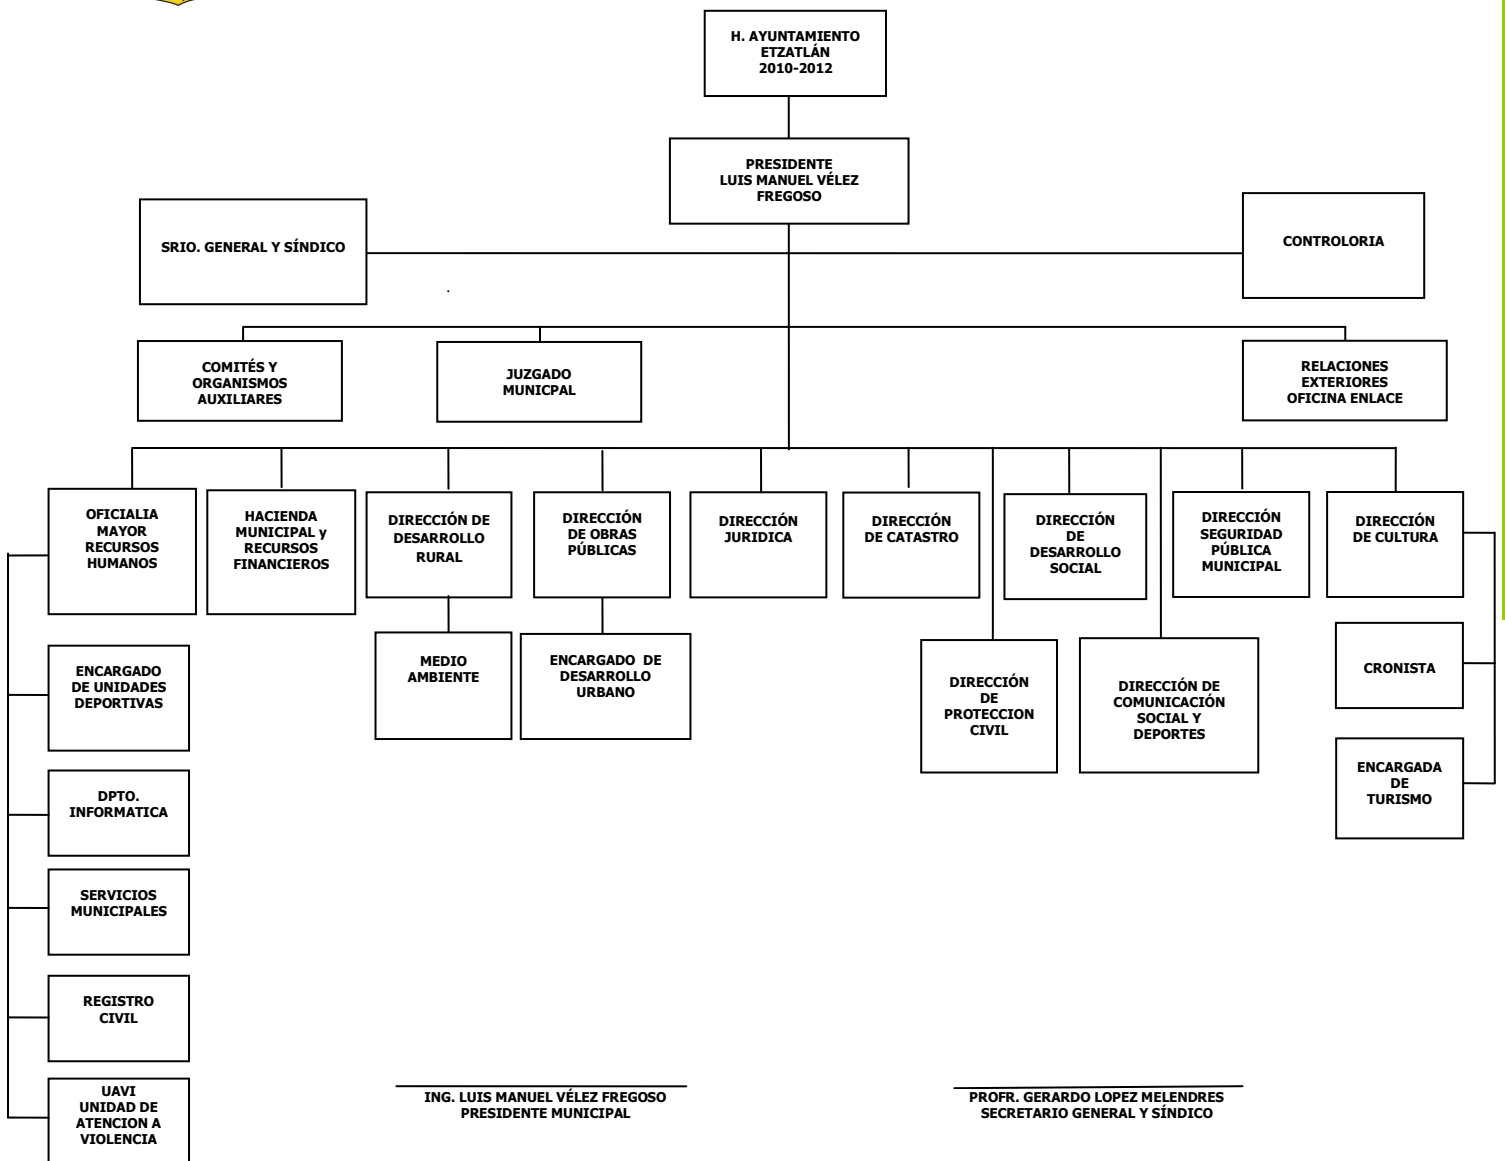 H. AYUNTAMIENTO
ETZATLÁN
2010-2012
PRESIDENTE
LUIS MANUEL VÉLEZ
FREGOSO
SRIO. GENERAL Y SÍNDICO
CONTROLORIA
COMITÉS Y
ORGANISMOS
AUXILIARES
JUZGADO
MUNICPAL
RELACIONES
EXTERIORES
OFICINA ENLACE
OFICIALIA
MAYOR
RECURSOS
HUMANOS
HACIENDA
MUNICIPAL y
RECURSOS
FINANCIEROS
DIRECCIÓN DE
DESARROLLO
RURAL
DIRECCIÓN
DE OBRAS
PÚBLICAS
DIRECCIÓN
JURIDICA
DIRECCIÓN
DE CATASTRO
DIRECCIÓN
DE
DESARROLLO
SOCIAL
DIRECCIÓN
SEGURIDAD
PÚBLICA
MUNICIPAL
DIRECCIÓN
DE CULTURA
ENCARGADO
DE UNIDADES
DEPORTIVAS
MEDIO
AMBIENTE
ENCARGADO  DE
DESARROLLO
URBANO
DIRECCIÓN
DE
PROTECCION
CIVIL
DIRECCIÓN DE
COMUNICACIÓN
SOCIAL Y
DEPORTES
CRONISTA
ENCARGADA
DE
TURISMO
DPTO.
INFORMATICA
SERVICIOS
MUNICIPALES
REGISTRO
CIVIL
UAVI
UNIDAD DE
ATENCION A
VIOLENCIA
ING. LUIS MANUEL VÉLEZ FREGOSO
PRESIDENTE MUNICIPAL
PROFR. GERARDO LOPEZ MELENDRES
SECRETARIO GENERAL Y SÍNDICO